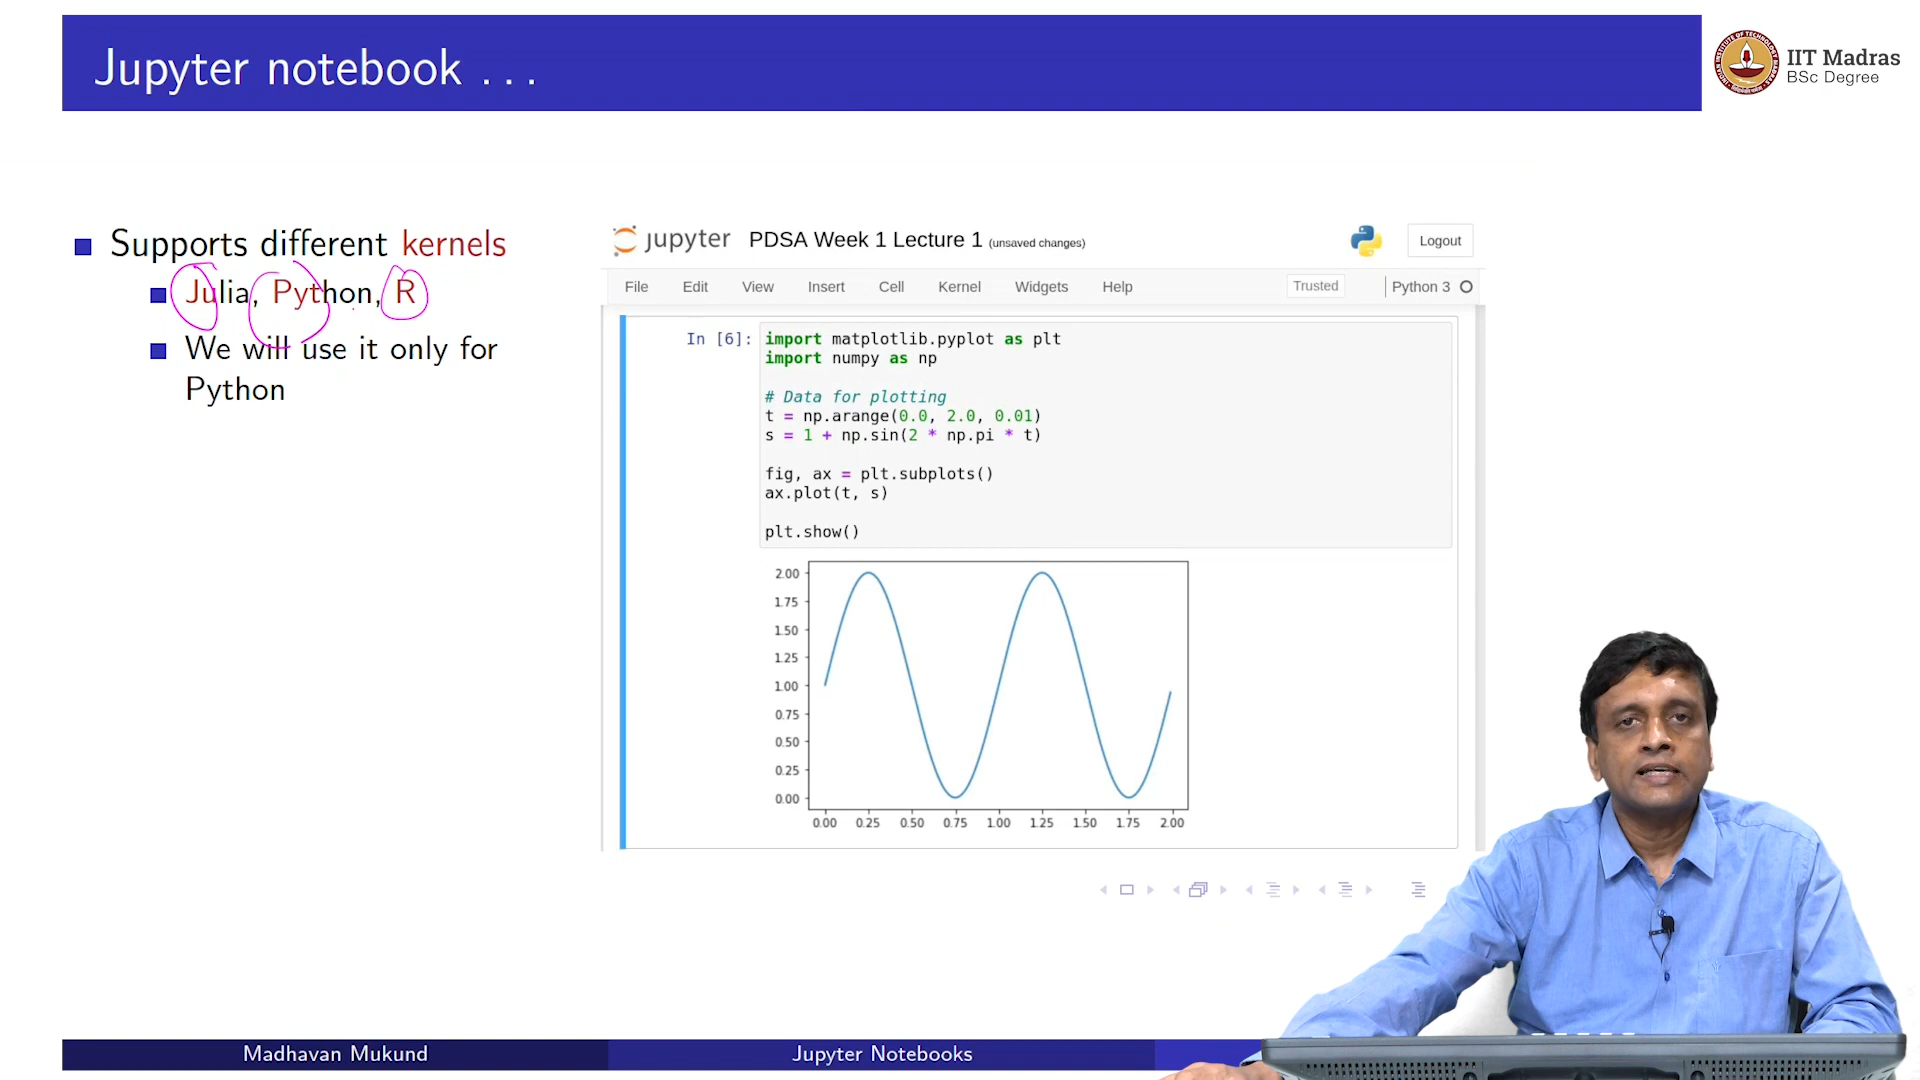 Jupyter notebook . . .
IIT Madras
BSc Degree
Supports different kernels
Julia, Python, R
We will use it only for
Python
jupyter PDSA Week 1 Lecture 1 (unsaved changes)
Logout
File Edit View Insert Cell Kernel Widgets Help Trusted Python 3
In [6]: import matplotlib.pyplot as plt
import numpy as np
# Data for plotting
t = np.arange(0.0, 2.0, 0.01)
s = 1 + np.sin(2 * np.pi * t)
fig, ax = plt.subplots()
ax.plot(t, s)
plt.show()
2.00
1.75
1.50
1.25
1.00
0.75
0.50
0.25
0.00
0.00 0.25 0.50 0.75 1.00 1.25 1.50 1.75 2.00
Madhavan Mukund Jupyter Notebooks